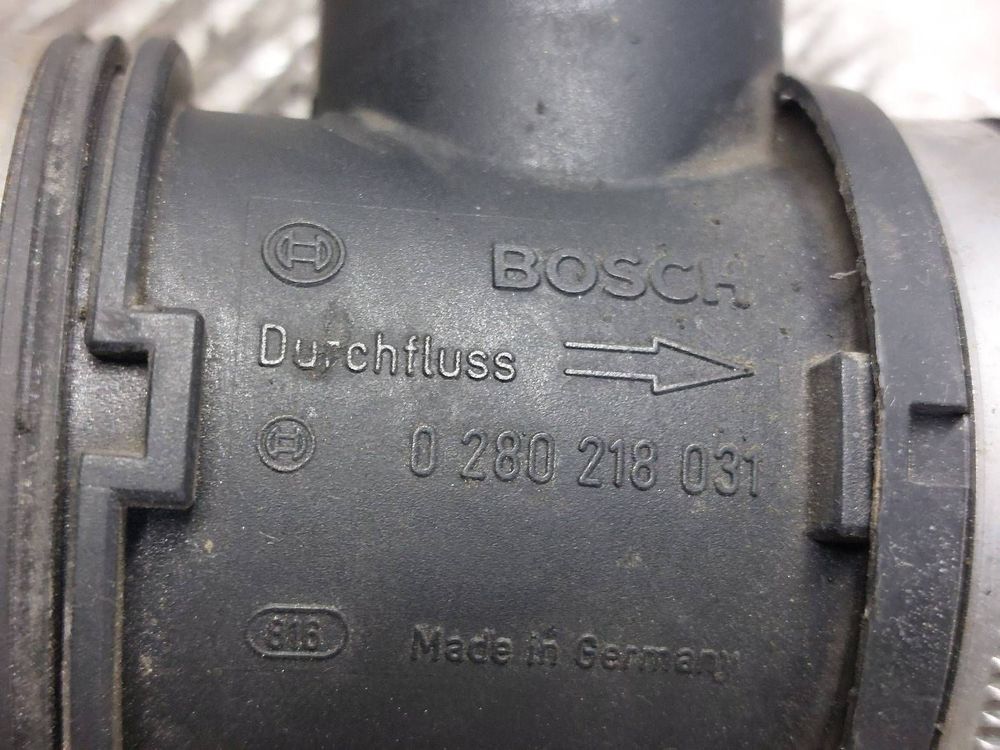 BOSCH
Durchfluss
0 280 218 031
816
Made in Germany